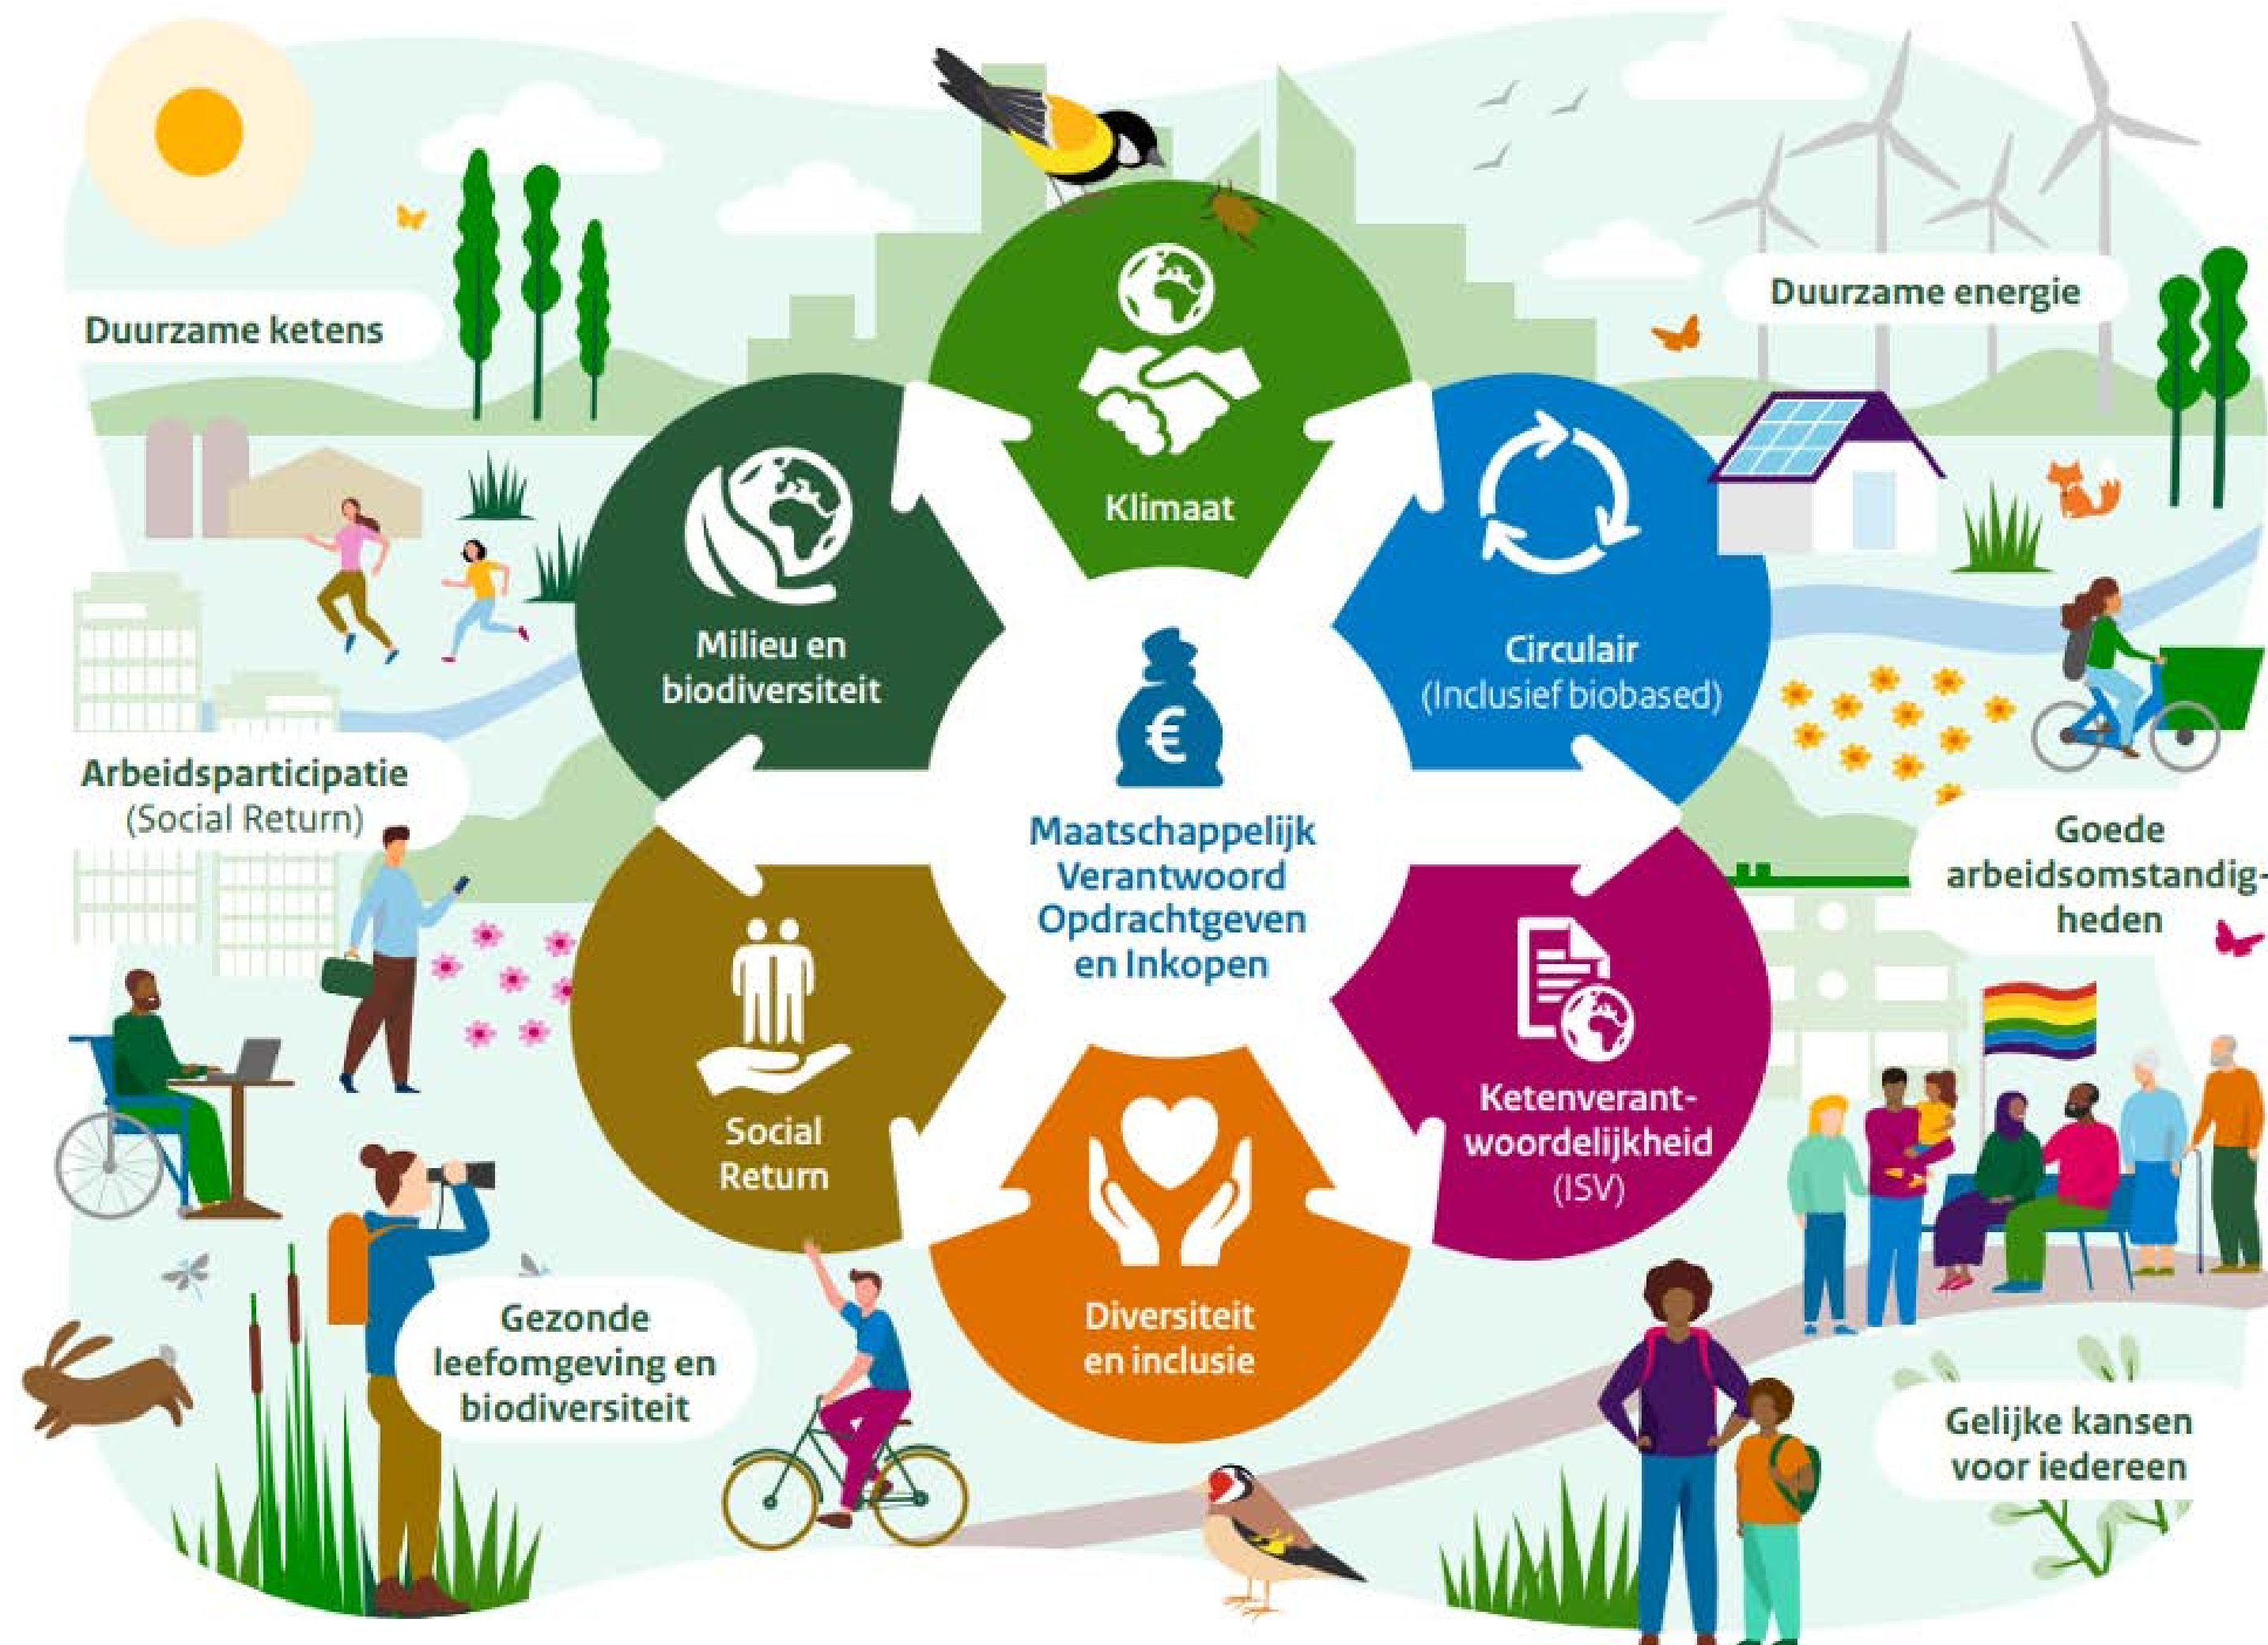 Duurzame energie
Duurzame ketens
Klimaat
Milieu en
biodiversiteit
Circulair
(Inclusief biobased)
€
Arbeidsparticipatie
(Social Return)
Maatschappelijk
Verantwoord
Opdrachtgeven
en Inkopen
Goede
arbeidsomstandig-
heden
Social
Return
Ketenverant-
woordelijkheid
(ISV)
Diversiteit
en inclusie
Gezonde
leefomgeving en
biodiversiteit
Gelijke kansen
voor iedereen